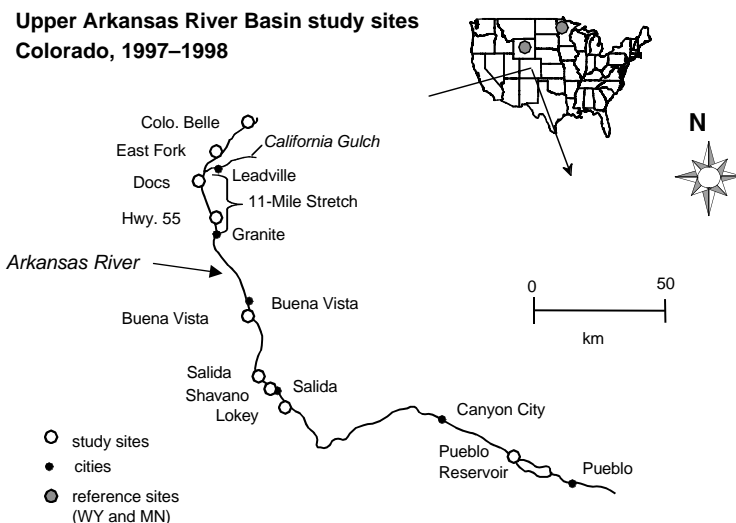 Upper Arkansas River Basin study sites
Colorado, 1997–1998
N
Colo. Belle
California Gulch
East Fork
Leadville
Docs
11-Mile Stretch
Hwy. 55
Granite
Arkansas River
0 50
km
Buena Vista
Buena Vista
Salida
Salida
Shavano
Lokey
Canyon City
Pueblo
Reservoir
Pueblo
study sites
cities
reference sites
(WY and MN)